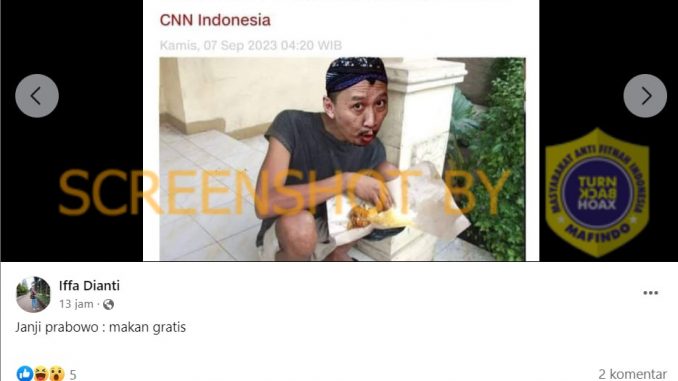 CNN Indonesia
Kamis, 07 Sep 2023 04:20 WIB
SCREENSHOT BY
MASYARAKAT ANTI FITNAH INDONESIA
TURN
BACK
HOAX
MAFINDO
Iffa Dianti
13 jam
Janji prabowo : makan gratis
5
2 komentar